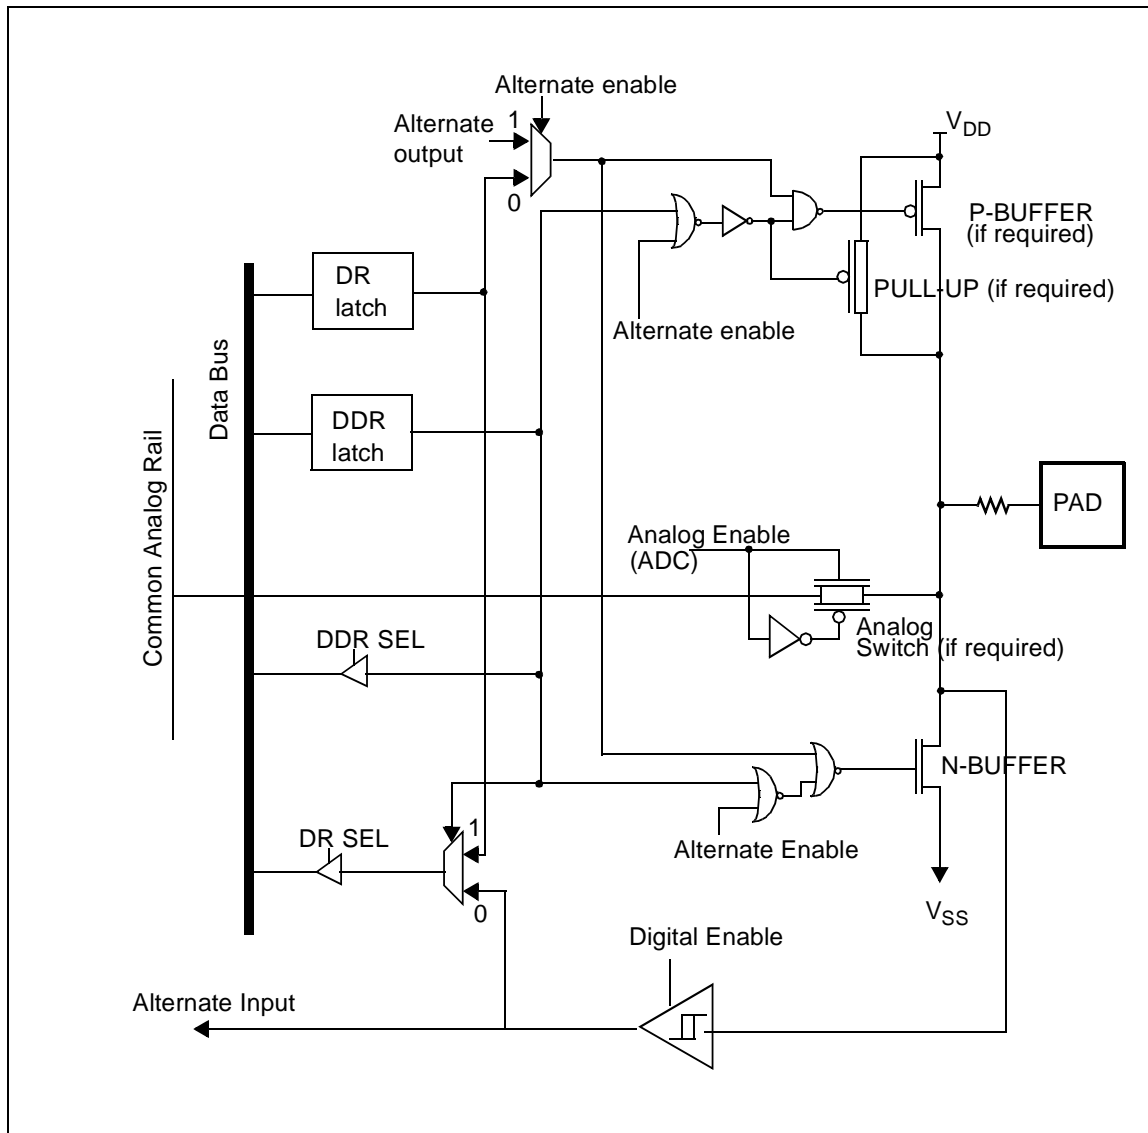 Alternate enable
1
Alternate
output
0
VDD
P-BUFFER
(if required)
DR
latch
PULL-UP (if required)
Alternate enable
Data Bus
DDR
latch
Common Analog Rail
PAD
Analog Enable
(ADC)
Analog
Switch (if required)
DDR SEL
N-BUFFER
DR SEL
1
0
Alternate Enable
VSS
Digital Enable
Alternate Input